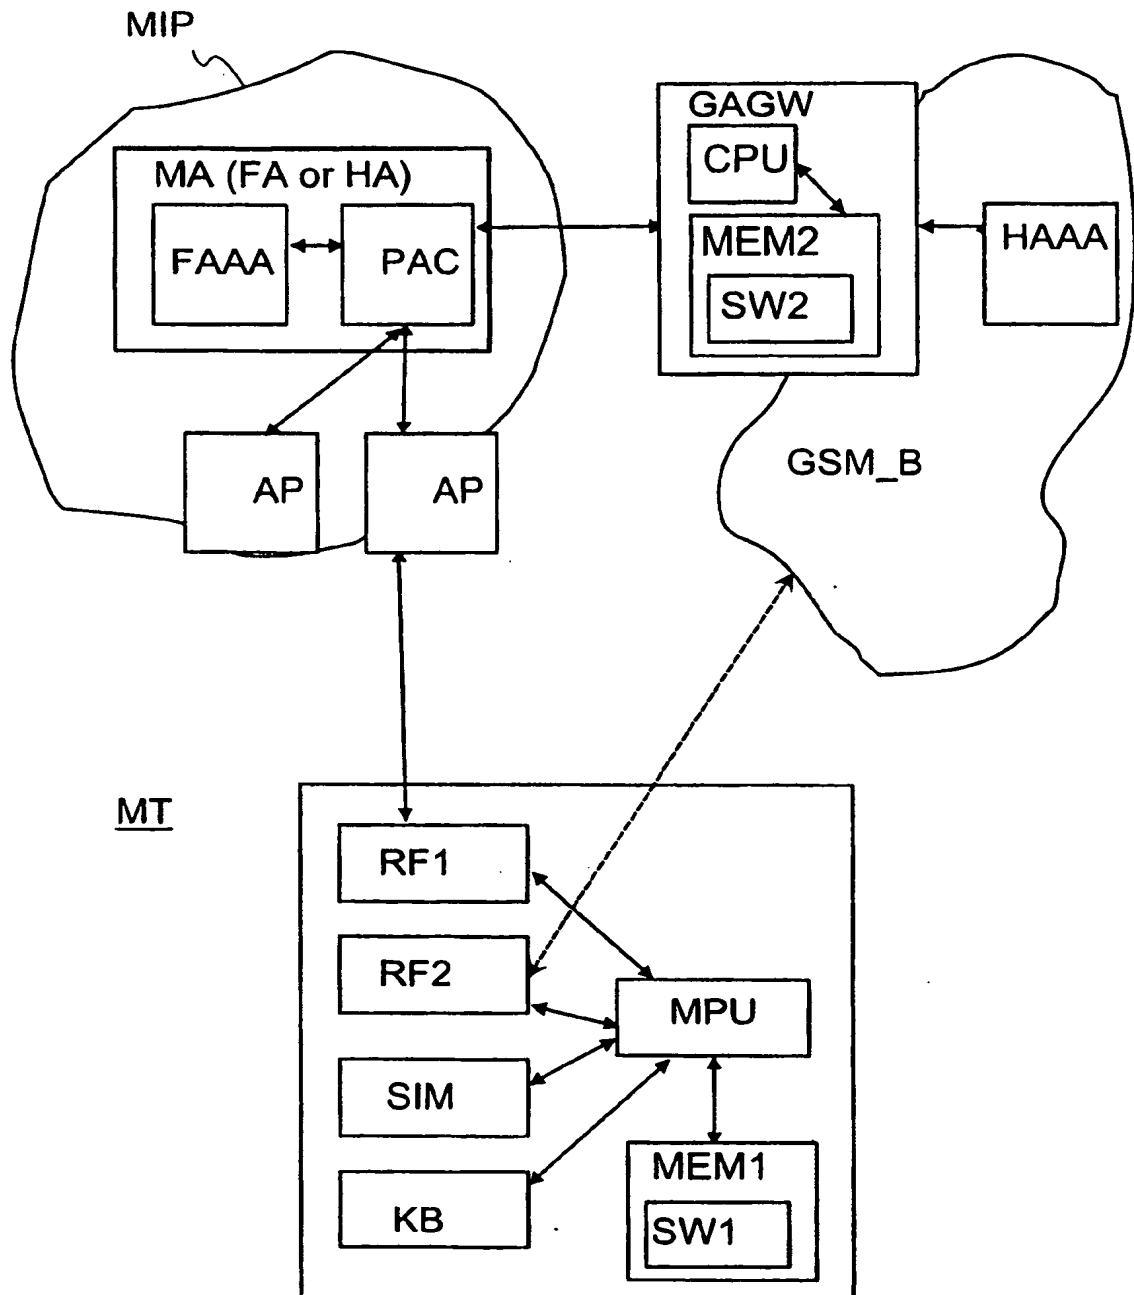 MIP
GAGW
CPU
MA (FA or HA)
FAAA
PAC
MEM2
HAAA
SW2
GSM_B
AP
AP
MT
RF1
RF2
MPU
SIM
MEM1
KB
SW1